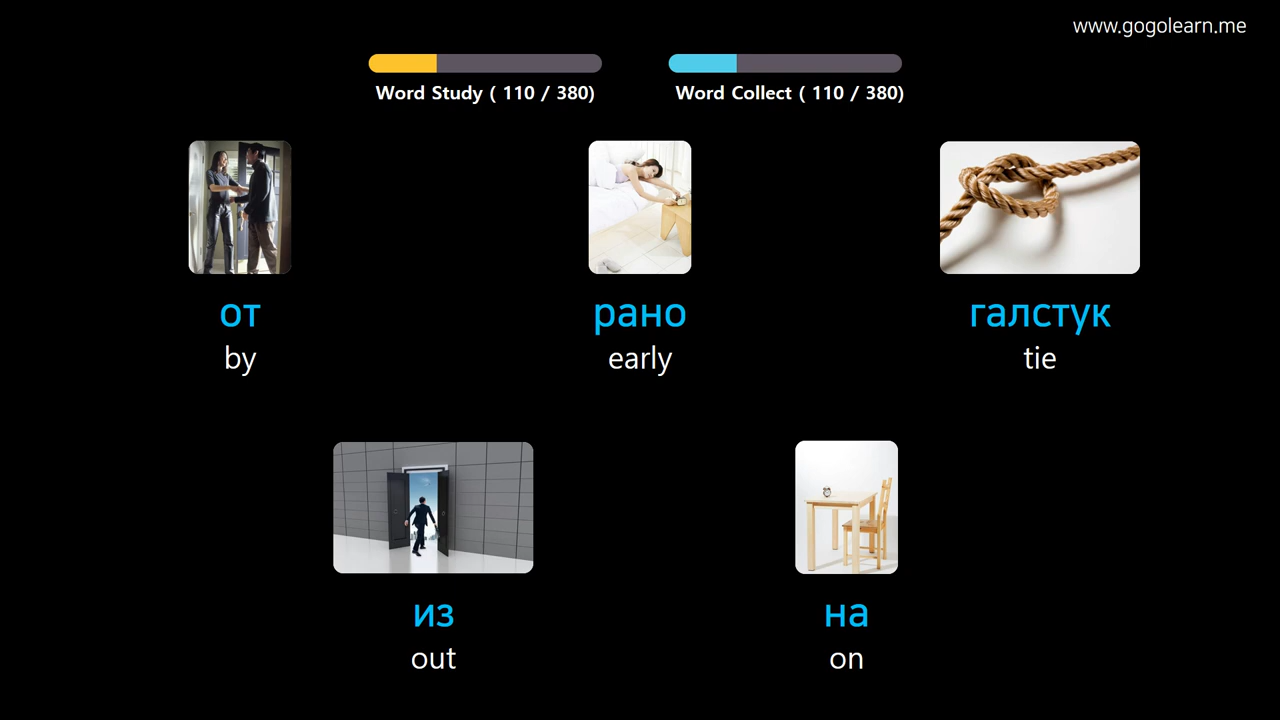 www.gogolearn.me
Word Study ( 110 / 380)
Word Collect ( 110 / 380)
от
by
рано
early
галстук
tie
из
out
на
on